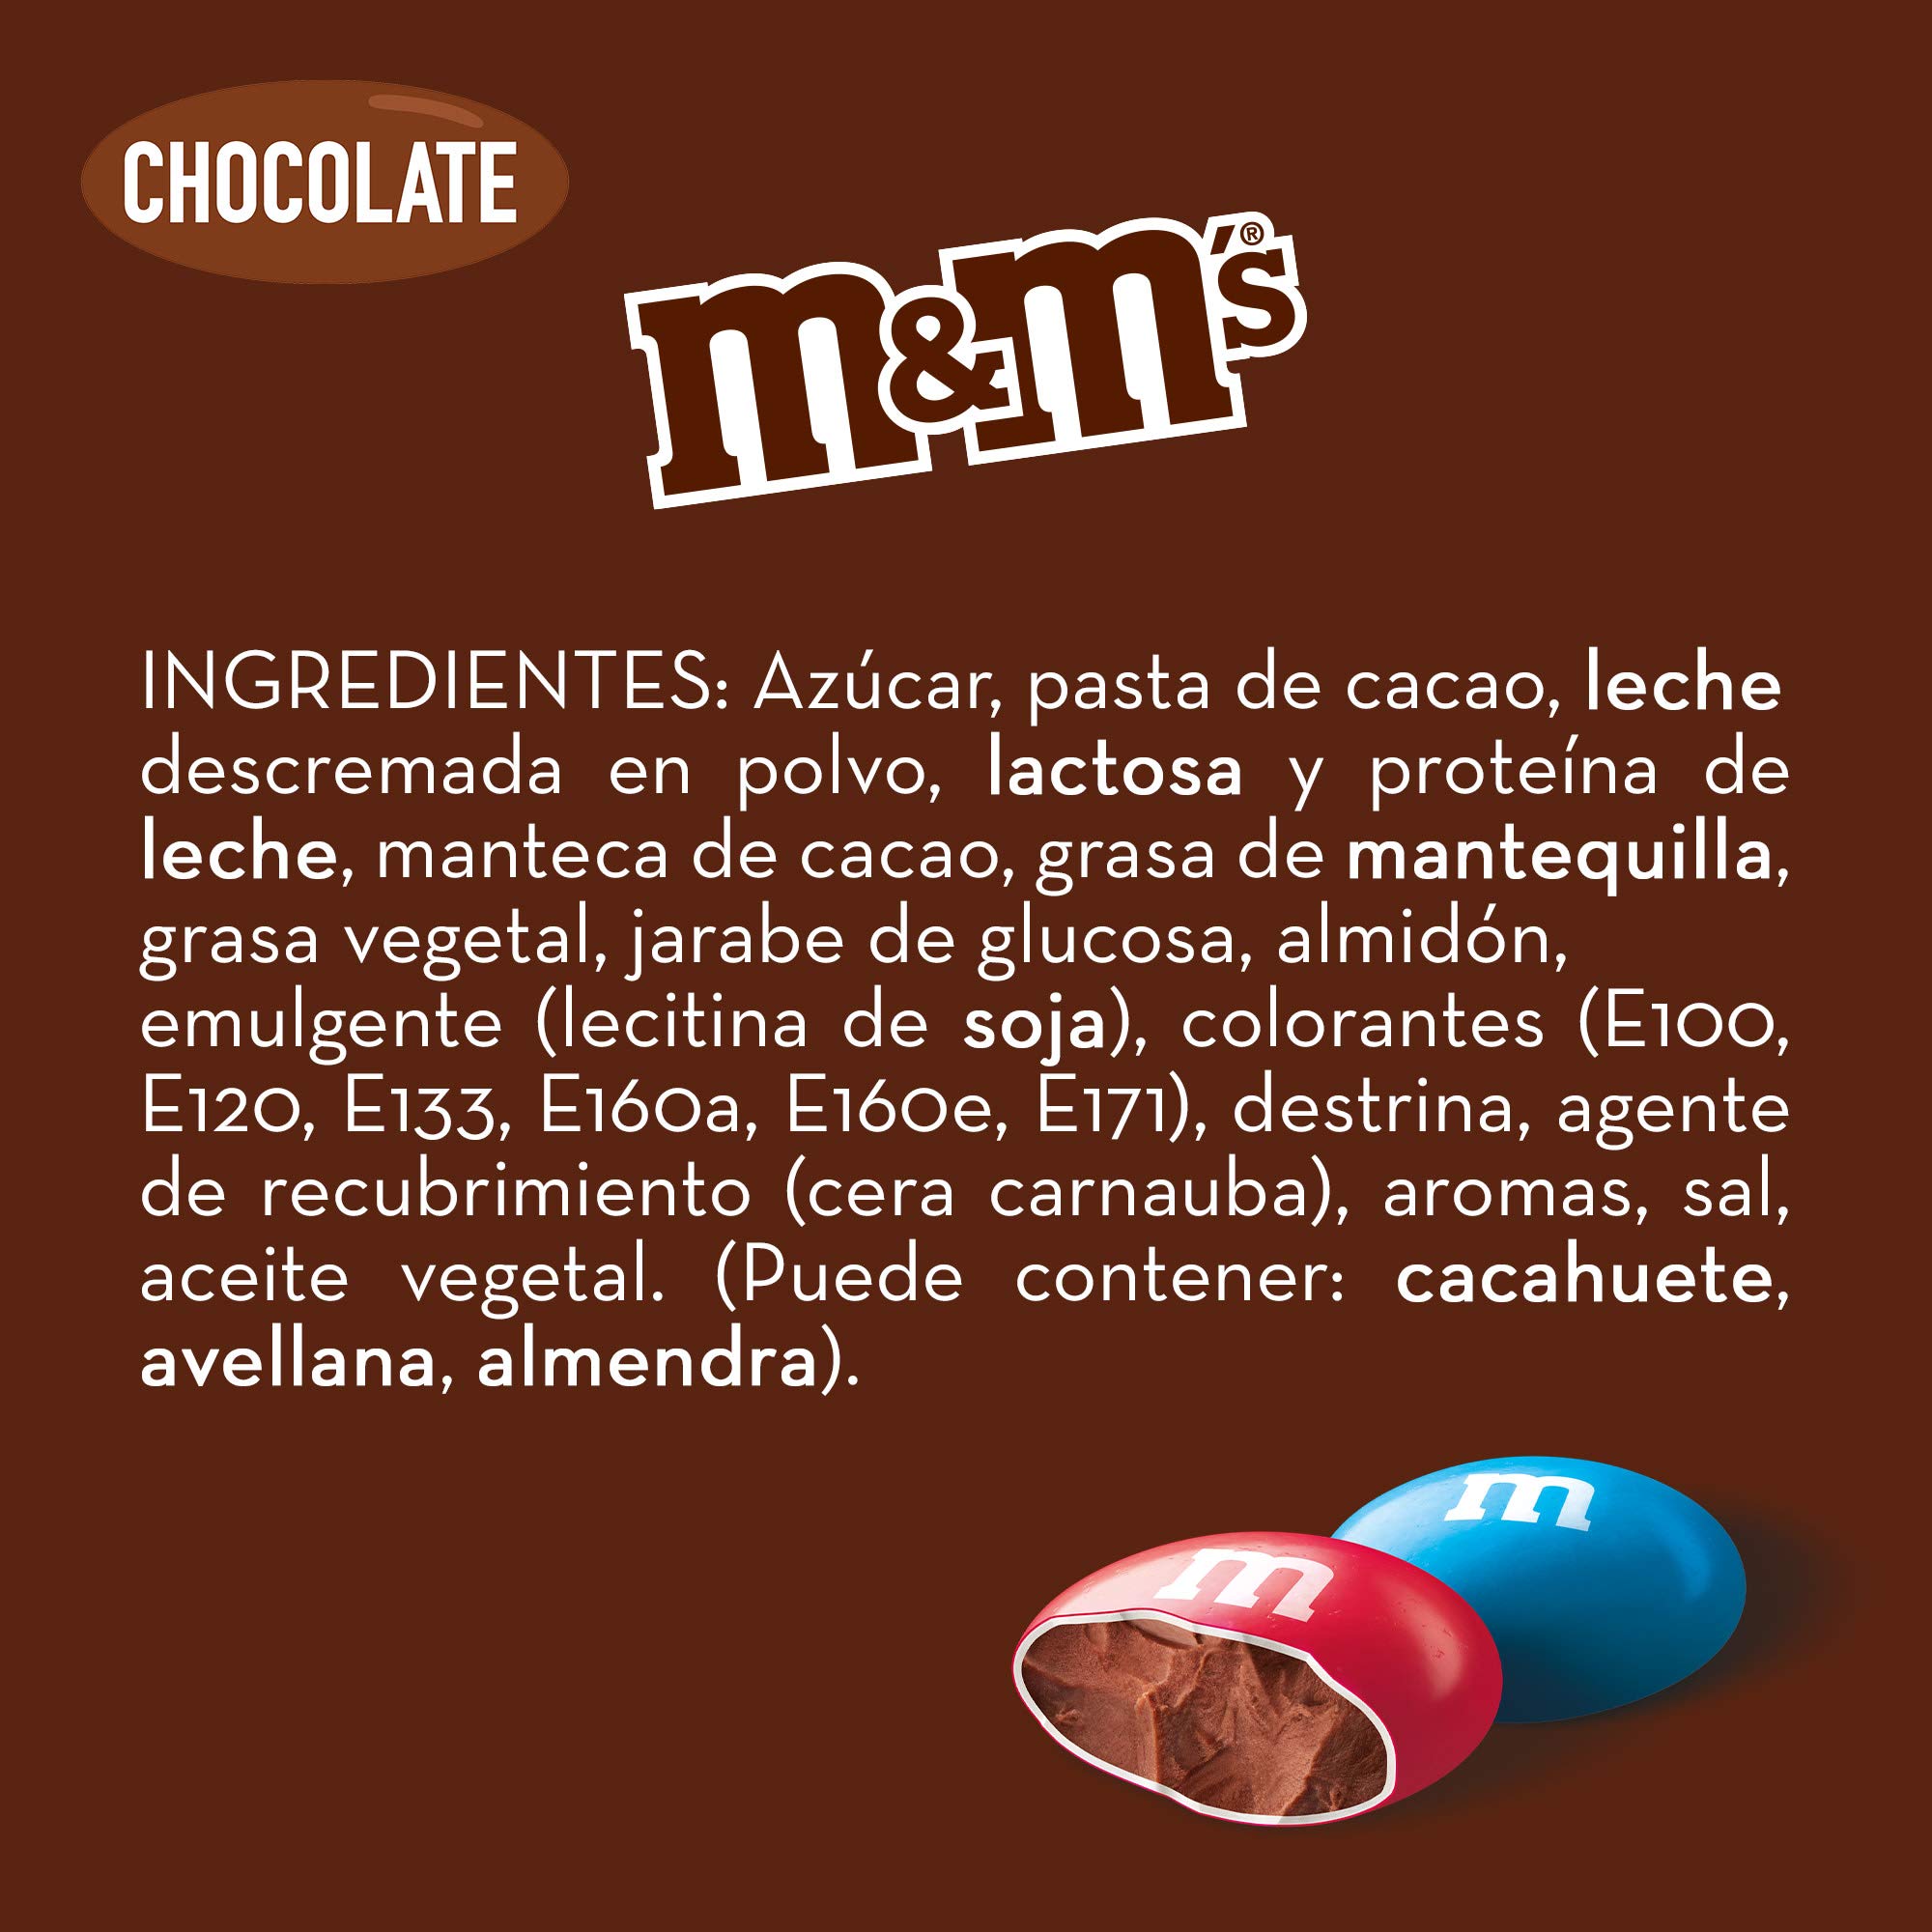 CHOCOLATE
m&m's®
INGREDIENTES: Azúcar, pasta de cacao, leche
descremada en polvo, lactosa y proteína de
leche, manteca de cacao, grasa de mantequilla,
grasa vegetal, jarabe de glucosa, almidón,
emulgente (lecitina de soja), colorantes (E100,
E120, E133, E160a, E160e, E171), destrina, agente
de recubrimiento (cera carnauba), aromas, sal,
aceite vegetal. (Puede contener: cacahuete,
avellana, almendra).
m
m